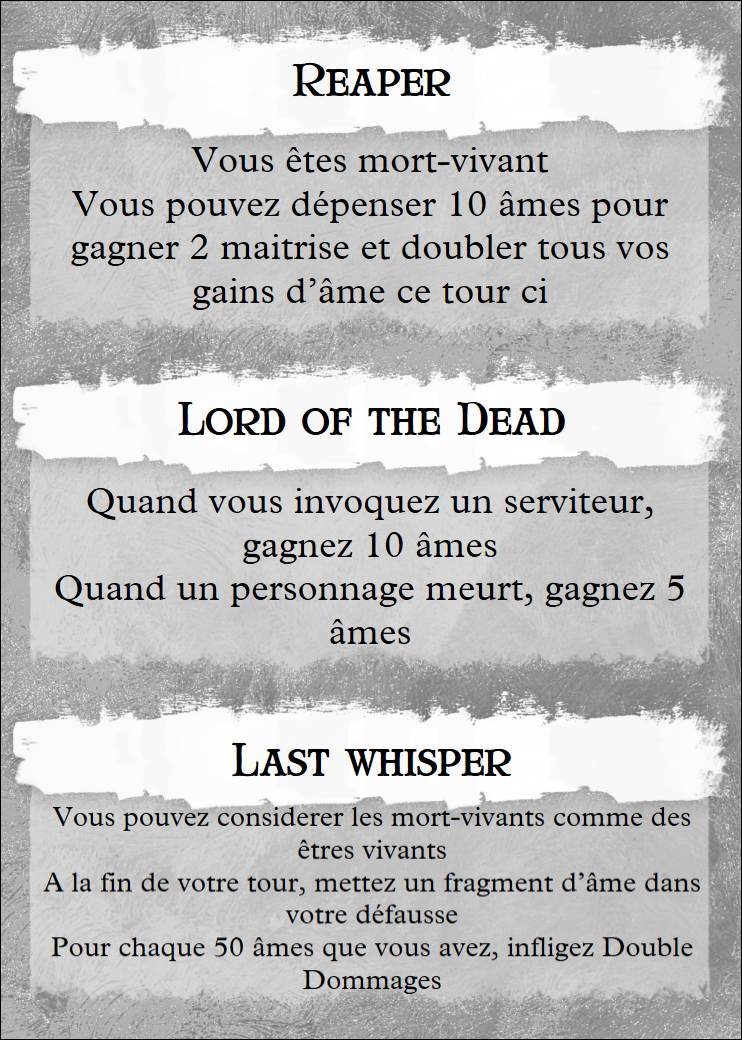 Reaper
Vous êtes mort-vivant
Vous pouvez dépenser 10 âmes pour
gagner 2 maitrise et doubler tous vos
gains d’âme ce tour ci
Lord of the Dead
Quand vous invoquez un serviteur,
gagnez 10 âmes
Quand un personnage meurt, gagnez 5
âmes
Last whisper
Vous pouvez considerer les mort-vivants comme des
êtres vivants
A la fin de votre tour, mettez un fragment d’âme dans
votre défausse
Pour chaque 50 âmes que vous avez, infligez Double
Dommages